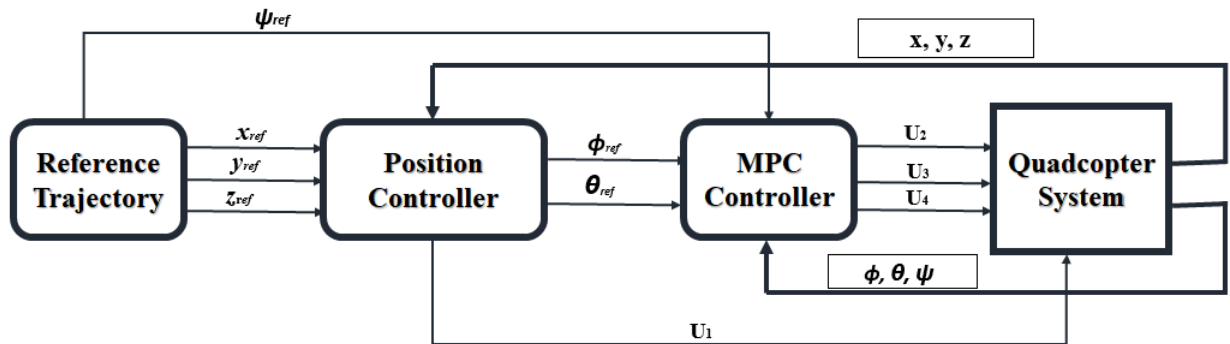 ψref
x, y, z
Reference
Trajectory
xref
yref
zref
Position
Controller
ϕref
θref
MPC
Controller
U2
U3
U4
Quadcopter
System
ϕ, θ, ψ
U1